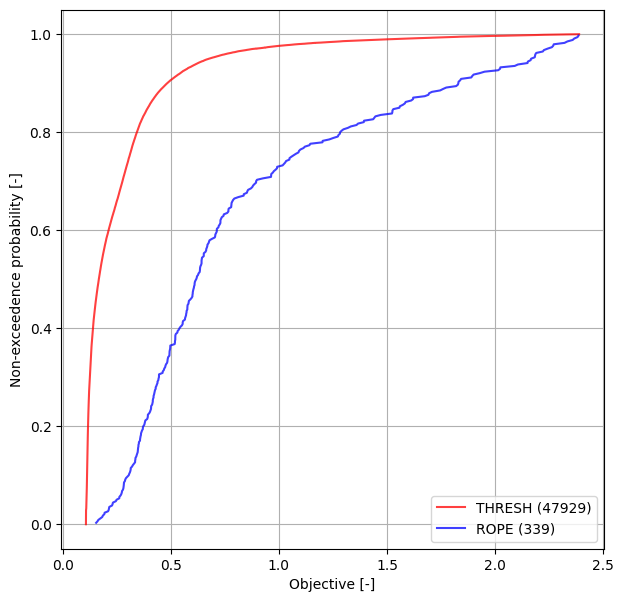 1.0
0.8
0.6
0.4
0.2
0.0
Non-exceedence probability [-]
THRESH (47929)
ROPE (339)
0.0 0.5 1.0 1.5 2.0 2.5
Objective [-]